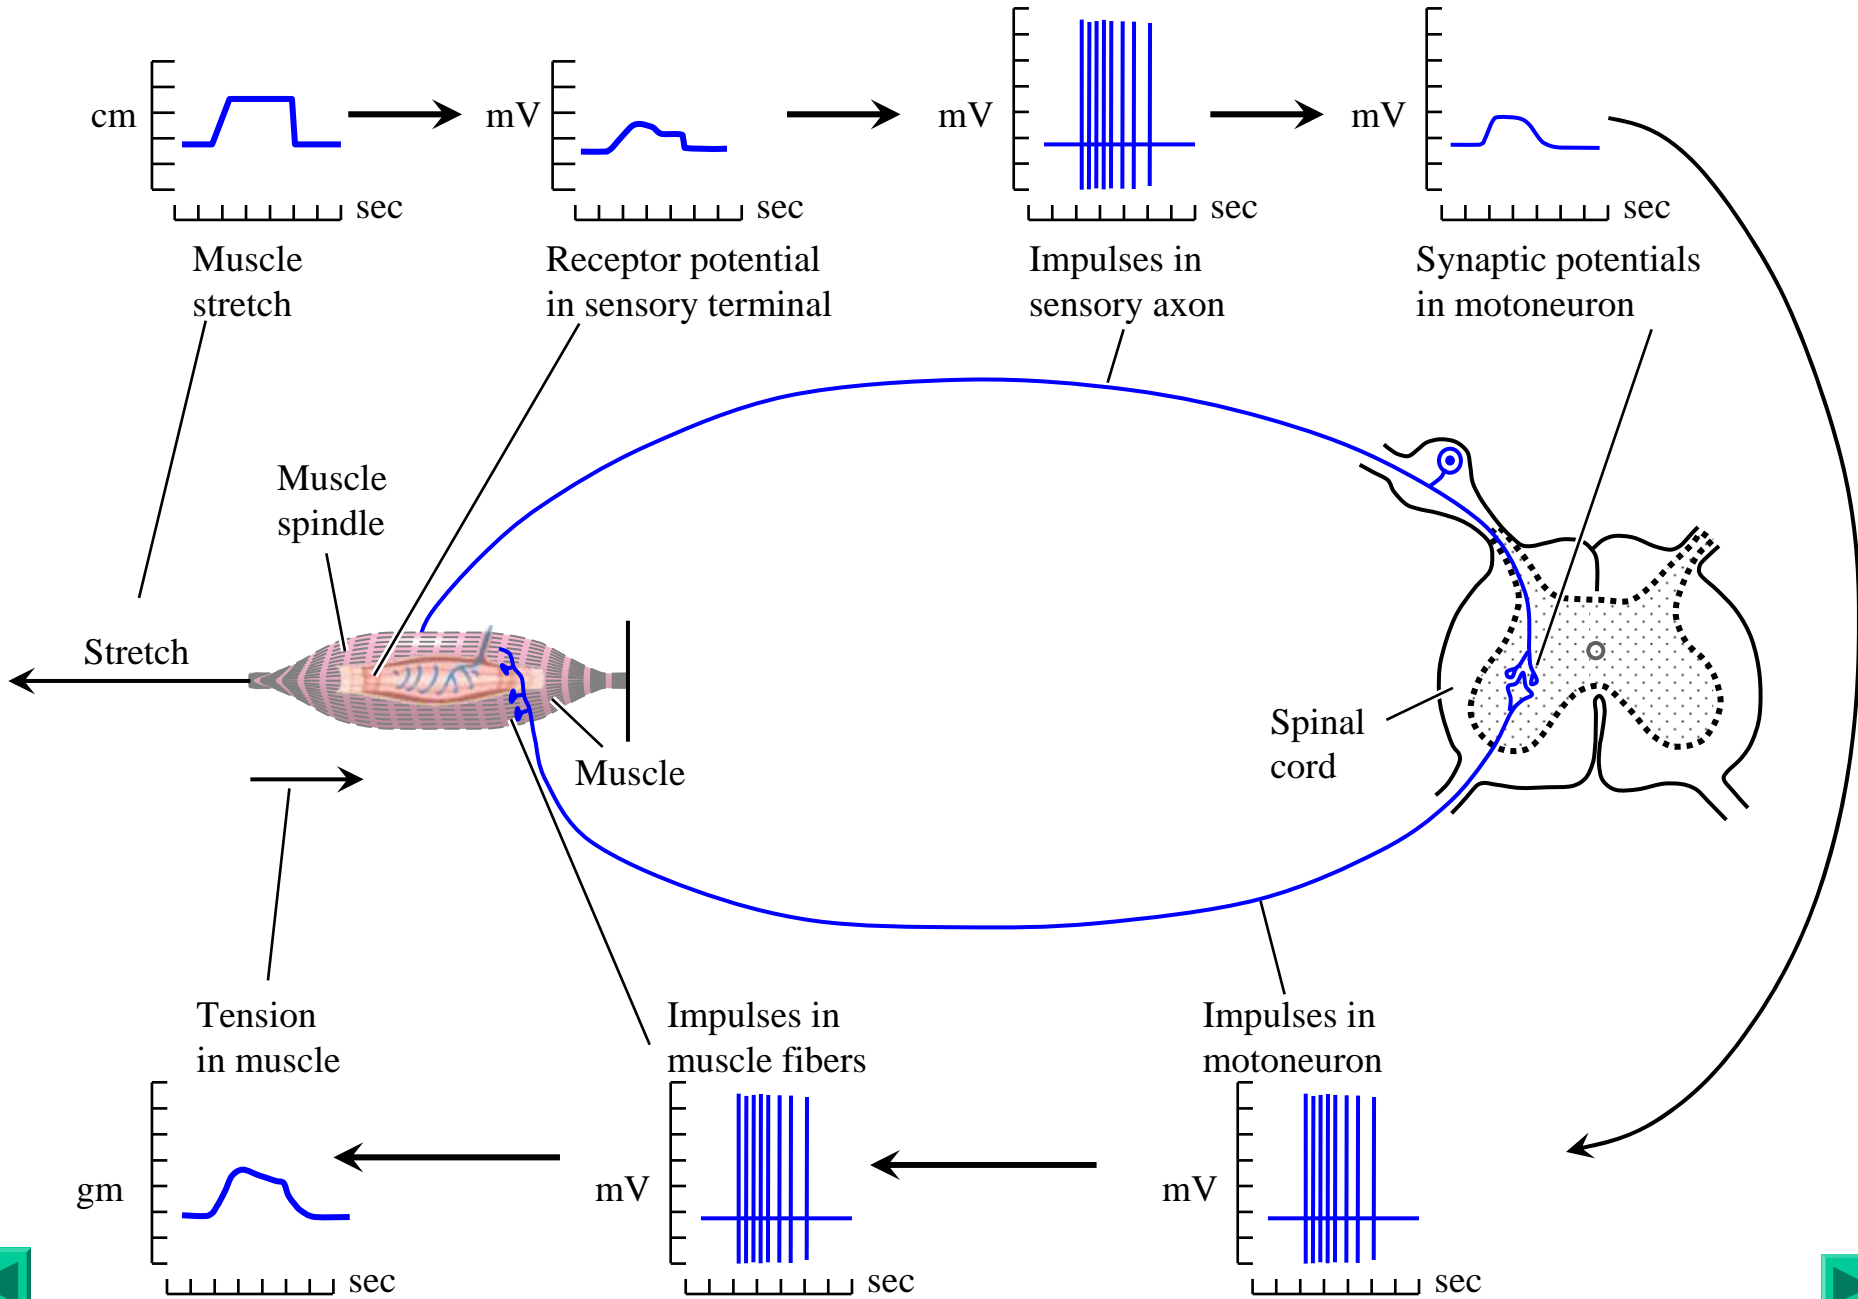 cm
sec
mV
sec
mV
sec
mV
sec
Muscle
stretch
Receptor potential
in sensory terminal
Impulses in
sensory axon
Synaptic potentials
in motoneuron
Muscle
spindle
Stretch
Muscle
Spinal
cord
Tension
in muscle
Impulses in
muscle fibers
Impulses in
motoneuron
gm
sec
mV
sec
mV
sec